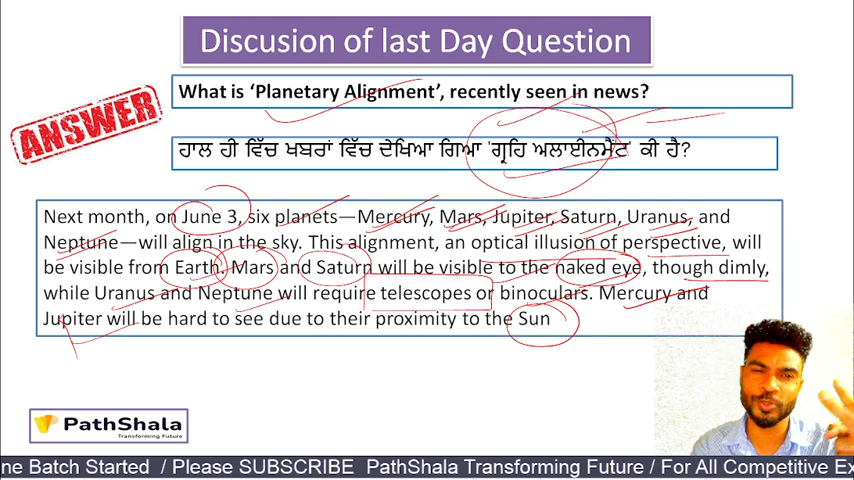 Discusion of last Day Question
What is ‘Planetary Alignment’, recently seen in news?
ANSWER
ਹਾਲ ਹੀ ਵਿੱਚ ਖਬਰਾਂ ਵਿੱਚ ਦੇਖਿਆ ਗਿਆ 'ਗ੍ਰਹਿ ਅਲਾਈਨਮੈਂਟ' ਕੀ ਹੈ?
Next month, on June 3, six planets—Mercury, Mars, Jupiter, Saturn, Uranus, and
Neptune—will align in the sky. This alignment, an optical illusion of perspective, will
be visible from Earth. Mars and Saturn will be visible to the naked eye, though dimly,
while Uranus and Neptune will require telescopes or binoculars. Mercury and
Jupiter will be hard to see due to their proximity to the Sun
PathShala
Transforming Future
ne Batch Started / Please SUBSCRIBE PathShala Transforming Future / For All Competitive Ex